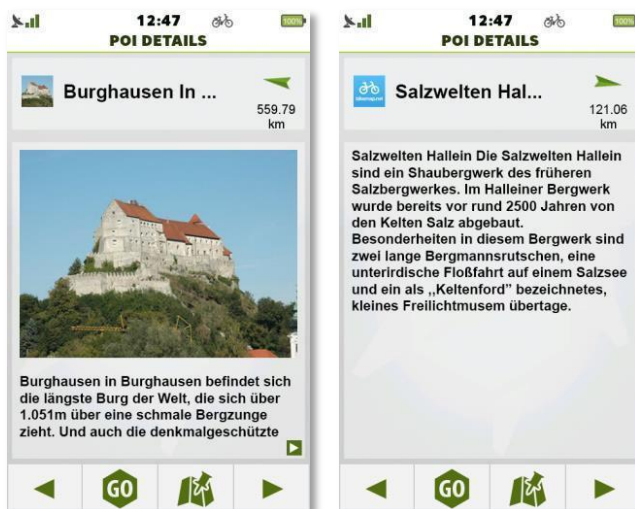 12:47
100%
POI DETAILS
Burghausen In ...
559.79
km
Burghausen in Burghausen befindet sich
die längste Burg der Welt, die sich über
1.051m über eine schmale Bergzunge
zieht. Und auch die denkmalgeschützte
GO
12:47
100%
POI DETAILS
bikemap.net
Salzwelten Hal...
121.06
km
Salzwelten Hallein Die Salzwelten Hallein
sind ein Shaubergwerk des früheren
Salzbergwerkes. Im Halleiner Bergwerk
wurde bereits vor rund 2500 Jahren von
den Kelten Salz abgebaut.
Besonderheiten in diesem Bergwerk sind
zwei lange Bergmannsrutschen, eine
unterirdische Floßfahrt auf einem Salzsee
und ein als ,,Keltenford” bezeichnetes,
kleines Freilichtmusem übertage.
GO